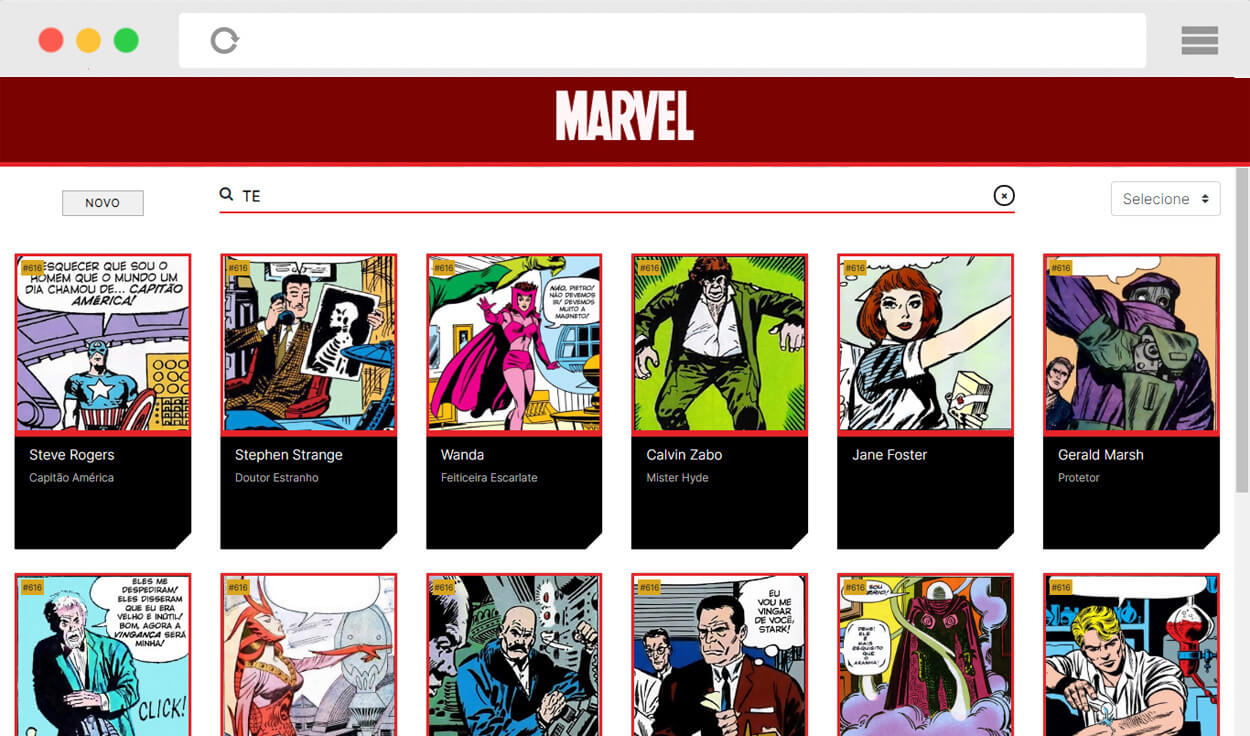 MARVEL
NOVO
TE
Selecione
#616
ESQUECER QUE SOU O
HOMEM QUE O MUNDO UM
DIA CHAMOU DE... CAPITÃO
AMÉRICA!
#616
#616
NÃO, PIETRO!
NÃO DEVEMOS
IR! DEVEMOS
MUITO A
MAGNETO!
#616
#616
#616
Steve Rogers
Capitão América
Stephen Strange
Doutor Estranho
Wanda
Feiticeira Escarlate
Calvin Zabo
Mister Hyde
Jane Foster
Gerald Marsh
Protetor
#616
ELES ME
DESPEDIRAM!
ELES DISSERAM
QUE EU ERA
VELHO E INÚTIL!
BOM, AGORA A
VINGANÇA SERÁ
MINHA!
CLICK!
#616
#616
#616
EU
VOU ME
VINGAR
DE VOCÊ,
STARK!
#616
DEUS!
ELE
É MAIS
ESQUISITO
QUE O
ARANHA!
#616